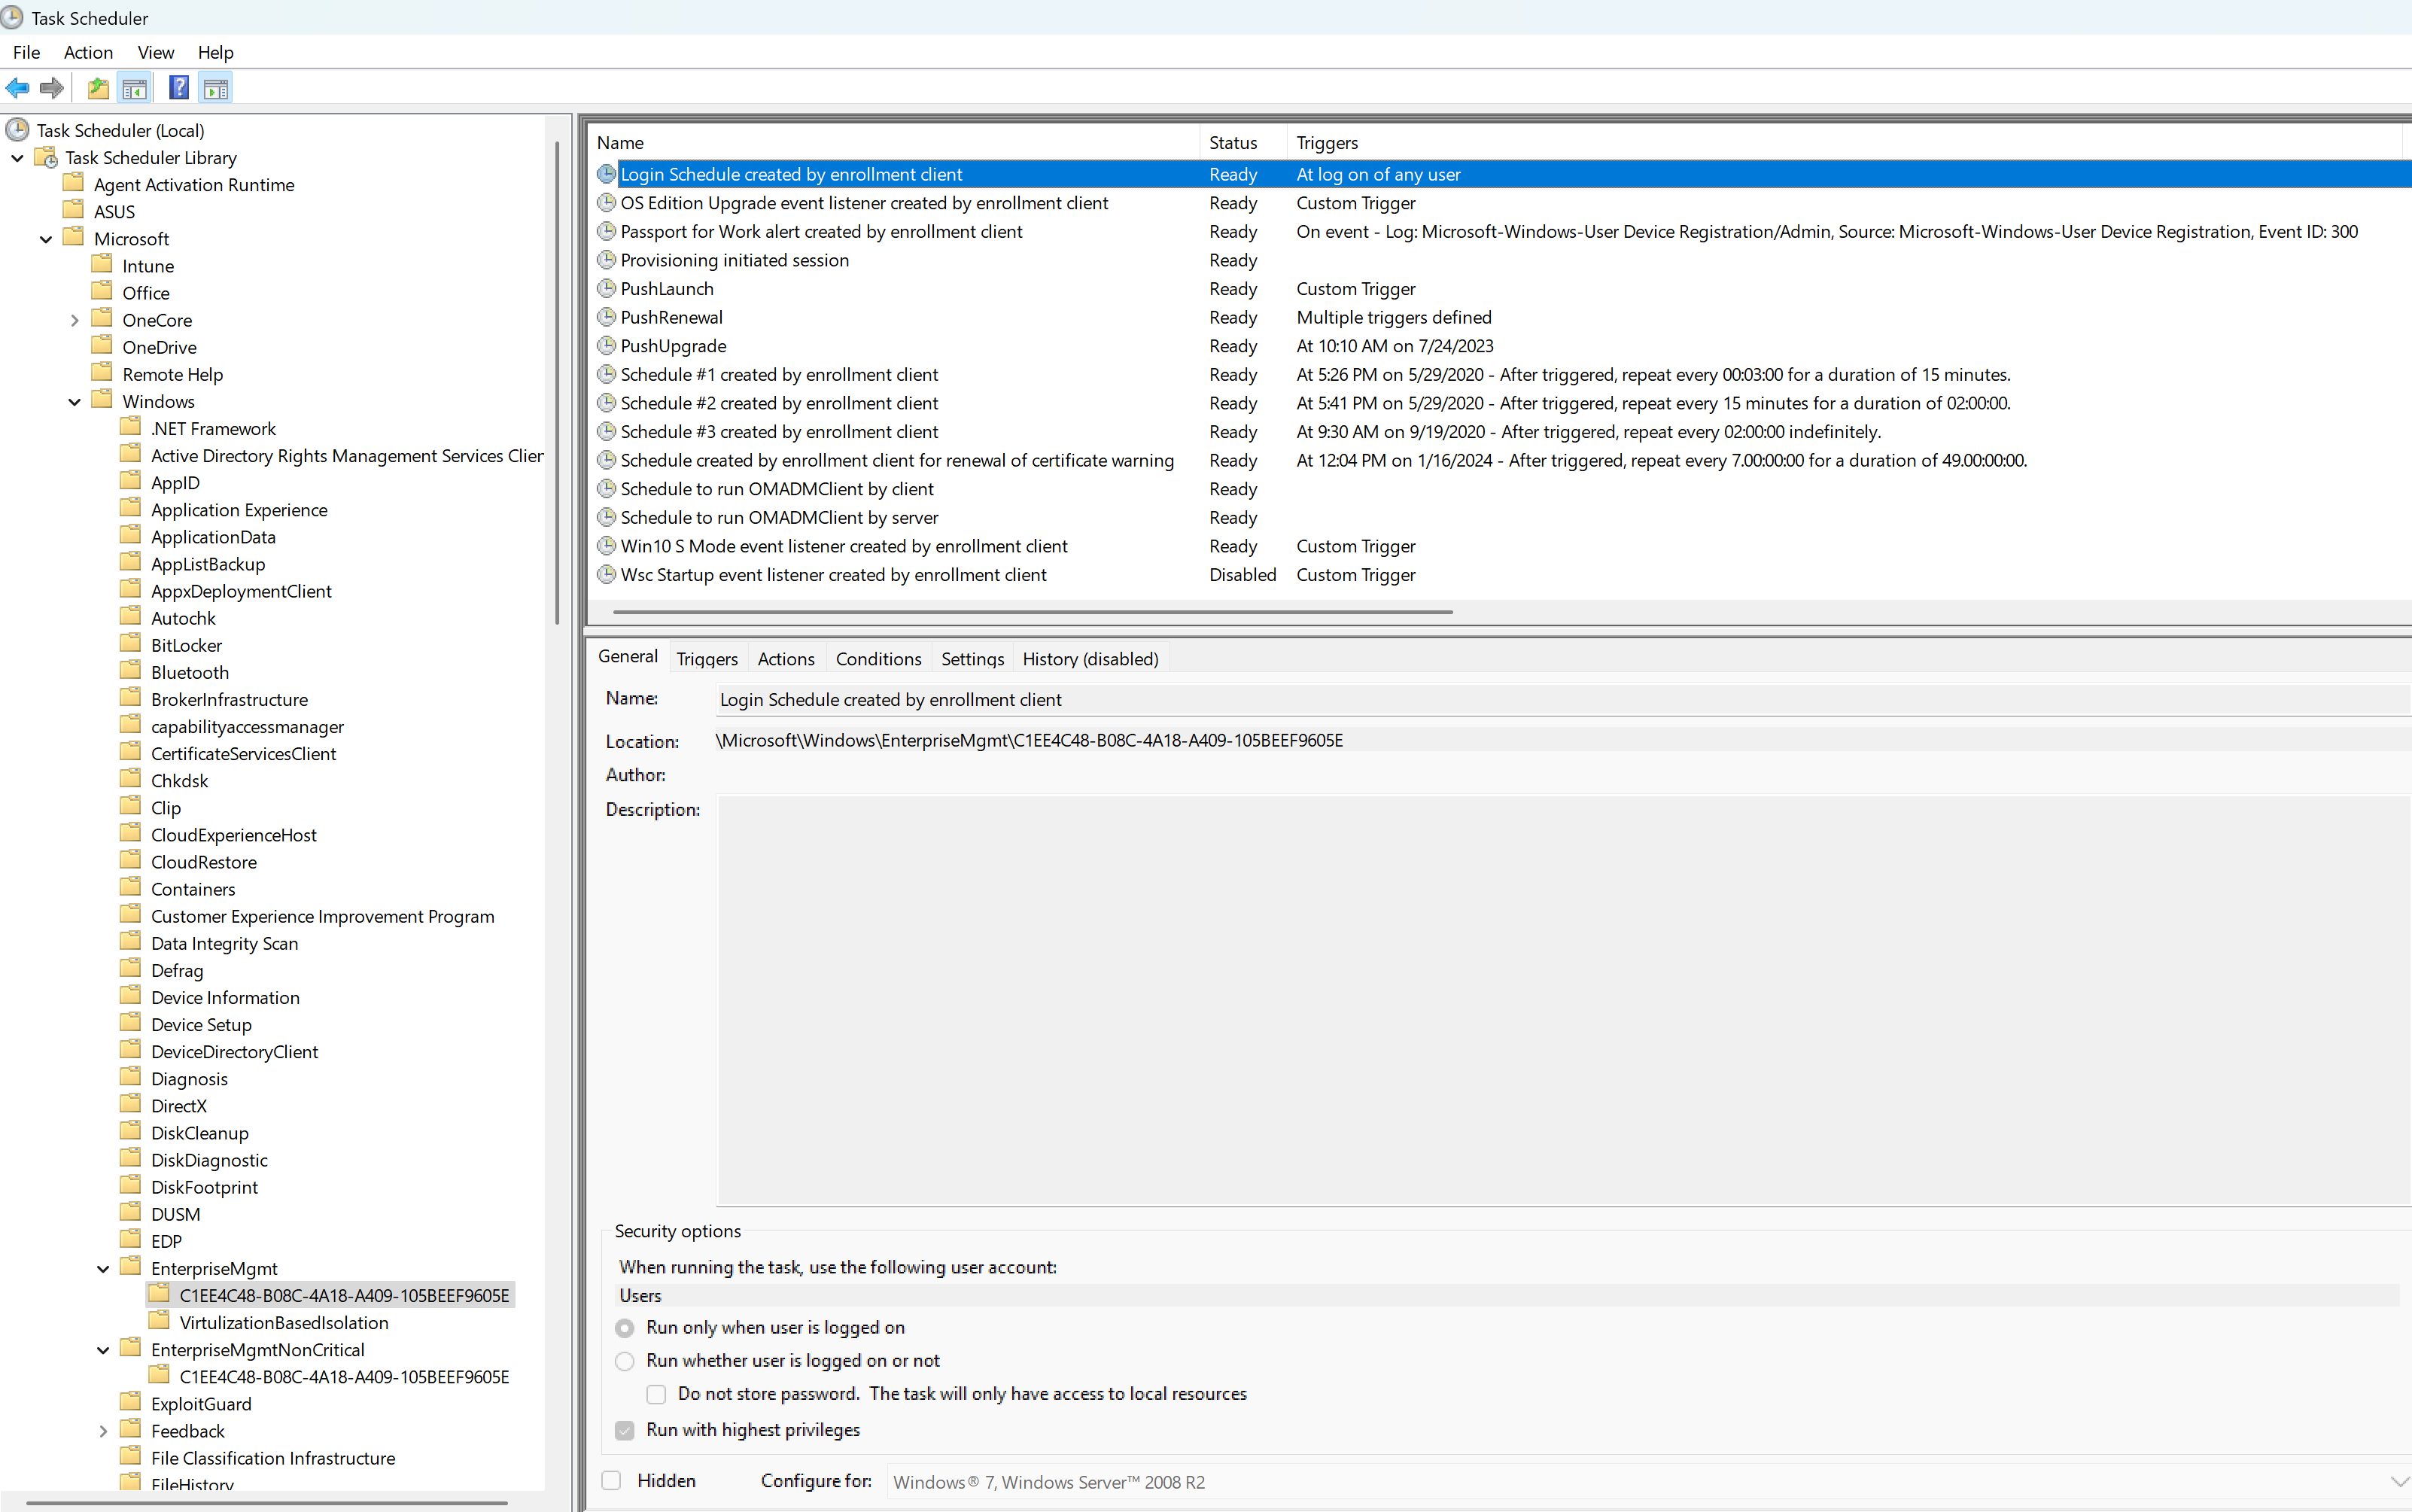 Task Scheduler
File Action View Help
Task Scheduler (Local)
Task Scheduler Library
Agent Activation Runtime
ASUS
Microsoft
Intune
Office
OneCore
OneDrive
Remote Help
Windows
.NET Framework
Active Directory Rights Management Services Clier
AppID
Application Experience
ApplicationData
AppListBackup
AppxDeploymentClient
Autochk
BitLocker
Bluetooth
BrokerInfrastructure
capabilityaccessmanager
CertificateServicesClient
Chkdsk
Clip
CloudExperienceHost
CloudRestore
Containers
Customer Experience Improvement Program
Data Integrity Scan
Defrag
Device Information
Device Setup
DeviceDirectoryClient
Diagnosis
DirectX
DiskCleanup
DiskDiagnostic
DiskFootprint
DUSM
EDP
EnterpriseMgmt
C1EE4C48-B08C-4A18-A409-105BEEF9605E
VirtulizationBasedIsolation
EnterpriseMgmtNonCritical
C1EE4C48-B08C-4A18-A409-105BEEF9605E
ExploitGuard
Feedback
File Classification Infrastructure
FileHistory
Name Status Triggers
Login Schedule created by enrollment client Ready At log on of any user
OS Edition Upgrade event listener created by enrollment client Ready Custom Trigger
Passport for Work alert created by enrollment client Ready On event - Log: Microsoft-Windows-User Device Registration/Admin, Source: Microsoft-Windows-User Device Registration, Event ID: 300
Provisioning initiated session Ready
PushLaunch Ready Custom Trigger
PushRenewal Ready Multiple triggers defined
PushUpgrade Ready At 10:10 AM on 7/24/2023
Schedule #1 created by enrollment client Ready At 5:26 PM on 5/29/2020 - After triggered, repeat every 00:03:00 for a duration of 15 minutes.
Schedule #2 created by enrollment client Ready At 5:41 PM on 5/29/2020 - After triggered, repeat every 15 minutes for a duration of 02:00:00.
Schedule #3 created by enrollment client Ready At 9:30 AM on 9/19/2020 - After triggered, repeat every 02:00:00 indefinitely.
Schedule created by enrollment client for renewal of certificate warning Ready At 12:04 PM on 1/16/2024 - After triggered, repeat every 7.00:00:00 for a duration of 49.00:00:00.
Schedule to run OMADMClient by client Ready
Schedule to run OMADMClient by server Ready
Win10 S Mode event listener created by enrollment client Ready Custom Trigger
Wsc Startup event listener created by enrollment client Disabled Custom Trigger
General Triggers Actions Conditions Settings History (disabled)
Name: Login Schedule created by enrollment client
Location: \Microsoft\Windows\EnterpriseMgmt\C1EE4C48-B08C-4A18-A409-105BEEF9605E
Author:
Description:
Security options
When running the task, use the following user account:
Users
Run only when user is logged on
Run whether user is logged on or not
Do not store password. The task will only have access to local resources
Run with highest privileges
Hidden Configure for: Windows® 7, Windows Server™ 2008 R2